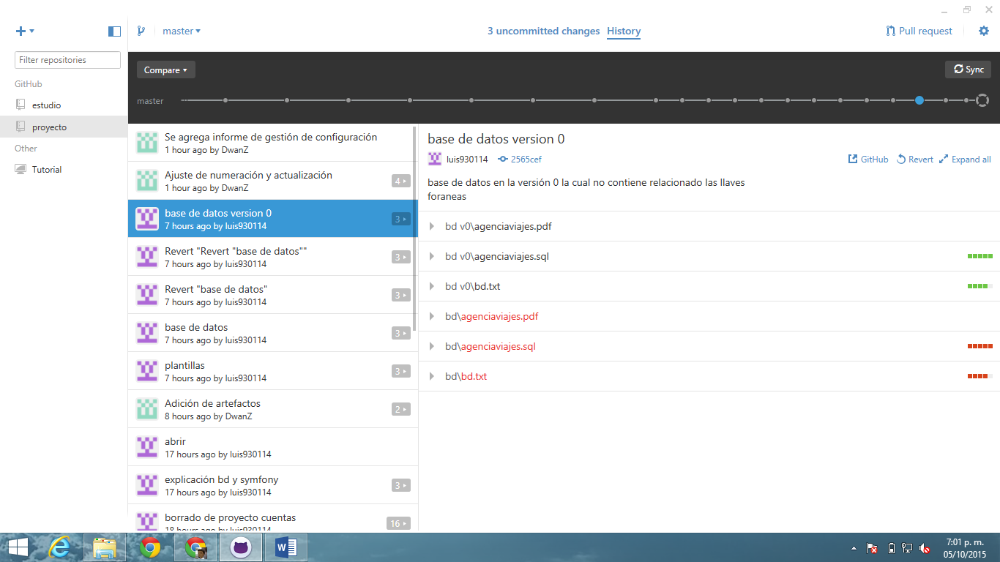 master
3 uncommitted changes History
Pull request
Filter repositories
GitHub
estudio
proyecto
Other
Tutorial
Compare
Sync
master
Se agrega informe de gestión de configuración
1 hour ago by DwanZ
Ajuste de numeración y actualización
1 hour ago by DwanZ
4
base de datos version 0
7 hours ago by luis930114
3
Revert "Revert "base de datos""
7 hours ago by luis930114
3
Revert "base de datos"
7 hours ago by luis930114
3
base de datos
7 hours ago by luis930114
3
plantillas
7 hours ago by luis930114
3
Adición de artefactos
8 hours ago by DwanZ
2
abrir
17 hours ago by luis930114
explicación bd y symfony
17 hours ago by luis930114
3
borrado de proyecto cuentas
18 hours ago by luis930114
16
base de datos version 0
luis930114 2565cef
GitHub Revert Expand all
base de datos en la versión 0 la cual no contiene relacionado las llaves
foraneas
bd v0\agenciaviajes.pdf
bd v0\agenciaviajes.sql
bd v0\bd.txt
bd\agenciaviajes.pdf
bd\agenciaviajes.sql
bd\bd.txt
7:01 p. m.
05/10/2015